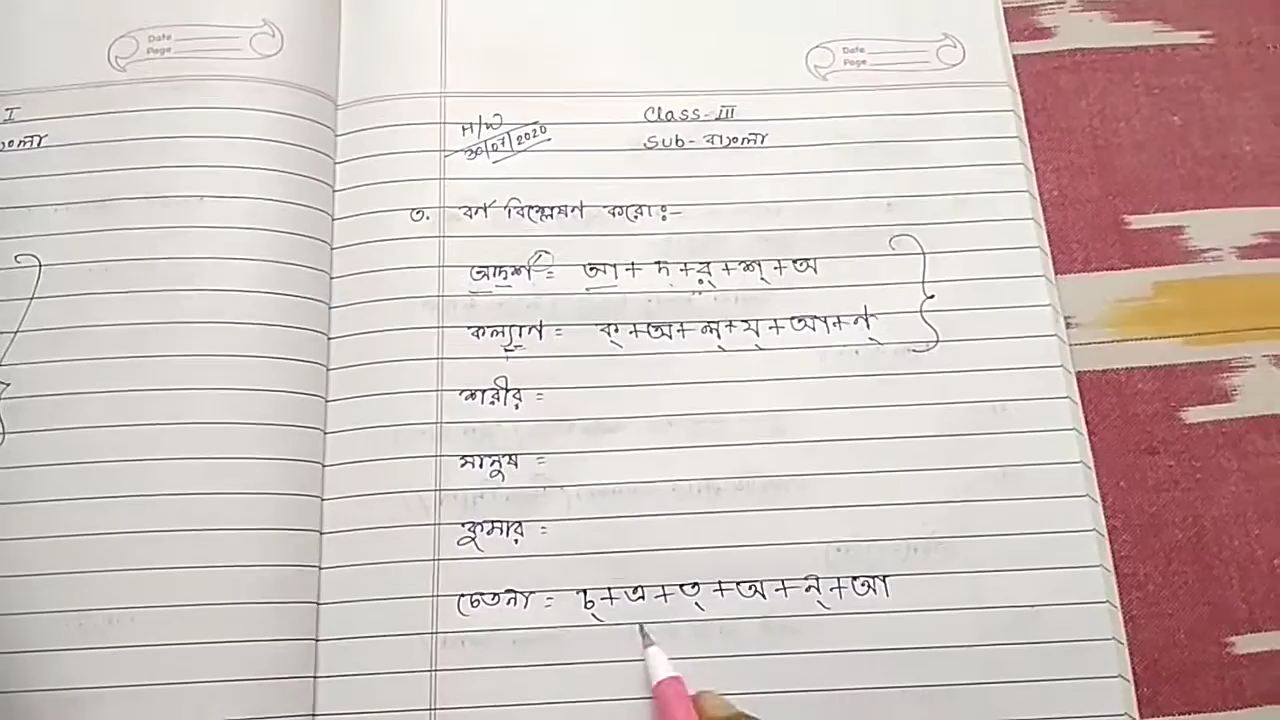 Date
Page
I
Date
Page
H/W
30/07/2020
Class-III
Sub- বাংলা
৩. বর্ণ বিশ্লেষণ করো:-
আদর্শ = আ + দ + র্ + শ্ + অ
কল্যান = ক্ + অ + ল্ + য্ + আ + ন্
শরীর =
মানুষ =
কুমার =
চেতনা = চ্ + এ + ত্ + অ + ন্ + আ